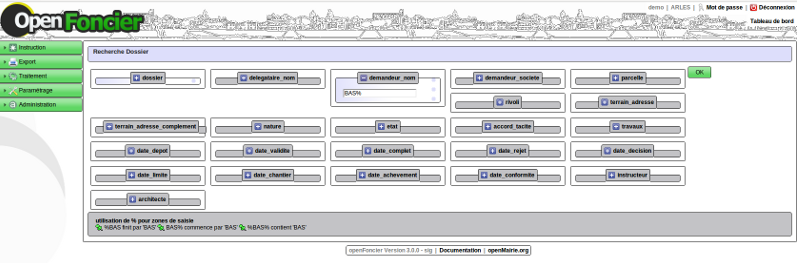 OpenFoncier
demo | ARLES | Mot de passe | Déconnexion
Tableau de bord
Instruction
Export
Traitement
Paramétrage
Administration
Recherche Dossier
dossier
delegataire_nom
demandeur_nom
demandeur_societe
parcelle
OK
BAS%
rivoli
terrain_adresse
terrain_adresse_complement
nature
etat
accord_tacite
travaux
date_depot
date_validite
date_complet
date_rejet
date_decision
date_limite
date_chantier
date_achevement
date_conformite
instructeur
architecte
utilisation de % pour zones de saisie
%BAS finit par 'BAS' BAS% commence par 'BAS' %BAS% contient 'BAS'
openFoncier Version 3.0.0 - sig | Documentation | openMairie.org